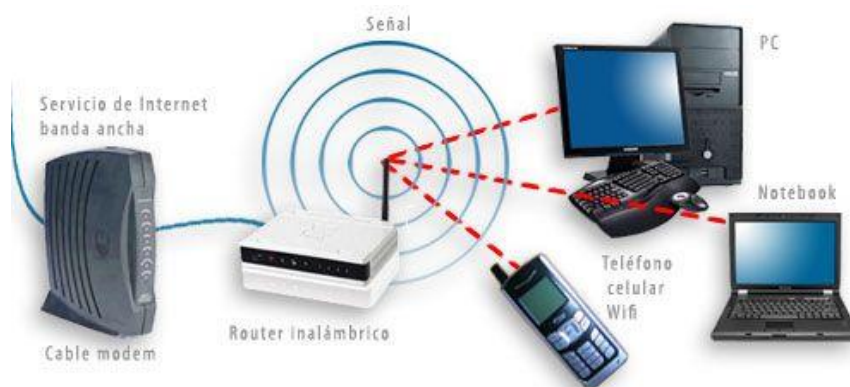 Señal
PC
Servicio de Internet
banda ancha
Notebook
Teléfono
celular
Wifi
Router inalámbrico
Cable modem